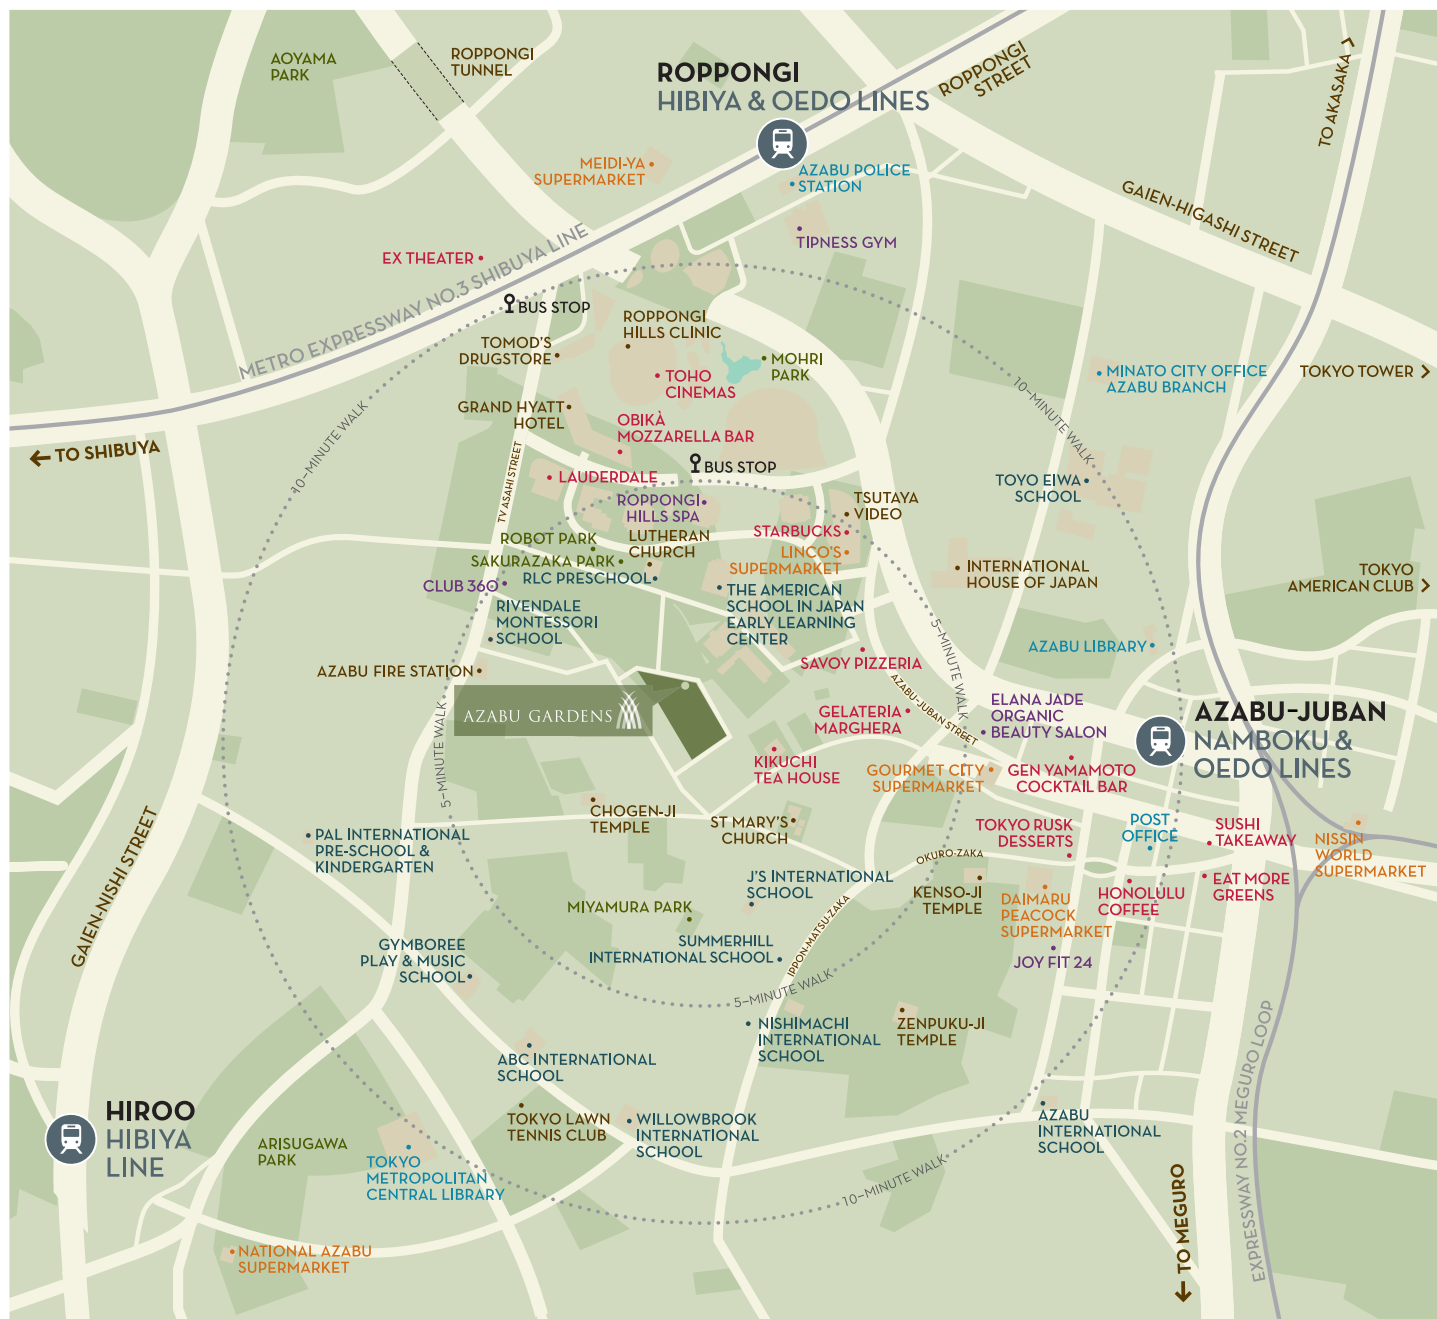 AOYAMA
PARK
ROPPONGI
TUNNEL
ROPPONGI
HIBIYA & OEDO LINES
ROPPONGI
STREET
TO AKASAKA
MEIDI-YA
SUPERMARKET
AZABU POLICE
STATION
GAIEN-HIGASHI STREET
TIPNESS GYM
EX THEATER
METRO EXPRESSWAY NO.3 SHIBUYA LINE
BUS STOP
ROPPONGI
HILLS CLINIC
TOMOD'S
DRUGSTORE
MOHRI
PARK
TOHO
CINEMAS
MINATO CITY OFFICE
AZABU BRANCH
TOKYO TOWER
10-MINUTE WALK
10-MINUTE WALK
GRAND HYATT
HOTEL
OBIKÀ
MOZZARELLA BAR
TO SHIBUYA
BUS STOP
LAUDERDALE
TV ASAHI STREET
TOYO EIWA
SCHOOL
ROPPONGI
HILLS SPA
TSUTAYA
VIDEO
STARBUCKS
ROBOT PARK
LUTHERAN
CHURCH
LINCO'S
SUPERMARKET
SAKURAZAKA PARK
RLC PRESCHOOL
CLUB 360
INTERNATIONAL
HOUSE OF JAPAN
TOKYO
AMERICAN CLUB
THE AMERICAN
SCHOOL IN JAPAN
EARLY LEARNING
CENTER
RIVENDALE
MONTESSORI
SCHOOL
5-MINUTE WALK
AZABU LIBRARY
SAVOY PIZZERIA
AZABU FIRE STATION
AZABU-JUBAN STREET
AZABU GARDENS
GELATERIA
MARGHERA
ELANA JADE
ORGANIC
BEAUTY SALON
AZABU-JUBAN
NAMBOKU &
OEDO LINES
5-MINUTE WALK
KIKUCHI
TEA HOUSE
GOURMET CITY
SUPERMARKET
GEN YAMAMOTO
COCKTAIL BAR
CHOGEN-JI
TEMPLE
ST MARY'S
CHURCH
TOKYO RUSK
DESSERTS
POST
OFFICE
SUSHI
TAKEAWAY
NISSIN
WORLD
SUPERMARKET
PAL INTERNATIONAL
PRE-SCHOOL &
KINDERGARTEN
GAIEN-NISHI STREET
OKURO-ZAKA
J'S INTERNATIONAL
SCHOOL
KENSO-JI
TEMPLE
DAIMARU
PEACOCK
SUPERMARKET
HONOLULU
COFFEE
EAT MORE
GREENS
MIYAMURA PARK
IPPON-MATSU-ZAKA
SUMMERHILL
INTERNATIONAL SCHOOL
GYMBOREE
PLAY & MUSIC
SCHOOL
JOY FIT 24
5-MINUTE WALK
NISHIMACHI
INTERNATIONAL
SCHOOL
ZENPUKU-JI
TEMPLE
ABC INTERNATIONAL
SCHOOL
EXPRESSWAY NO.2 MEGURO LOOP
HIROO
HIBIYA
LINE
TOKYO LAWN
TENNIS CLUB
WILLOWBROOK
INTERNATIONAL
SCHOOL
AZABU
INTERNATIONAL
SCHOOL
ARISUGAWA
PARK
TOKYO
METROPOLITAN
CENTRAL LIBRARY
10-MINUTE WALK
TO MEGURO
NATIONAL AZABU
SUPERMARKET